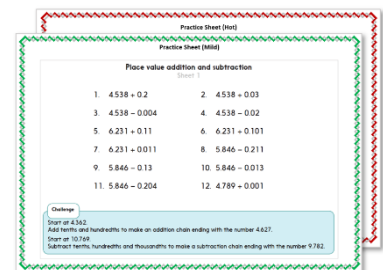 Practice Sheet (Hot)
Practice Sheet (Mild)
Place value addition and subtraction
Sheet 1
1. 4.538 + 0.2 2. 4.538 + 0.03
3. 4.538 – 0.004 4. 4.538 – 0.02
5. 6.231 + 0.11 6. 6.231 + 0.101
7. 6.231 + 0.011 8. 5.846 – 0.211
9. 5.846 – 0.13 10. 5.846 – 0.013
11. 5.846 – 0.204 12. 4.789 + 0.001
Challenge
Start at 4.362.
Add tenths and hundredths to make an addition chain ending with the number 4.627.
Start at 10.769.
Subtract tenths, hundredths and thousandths to make a subtraction chain ending with the number 9.782.